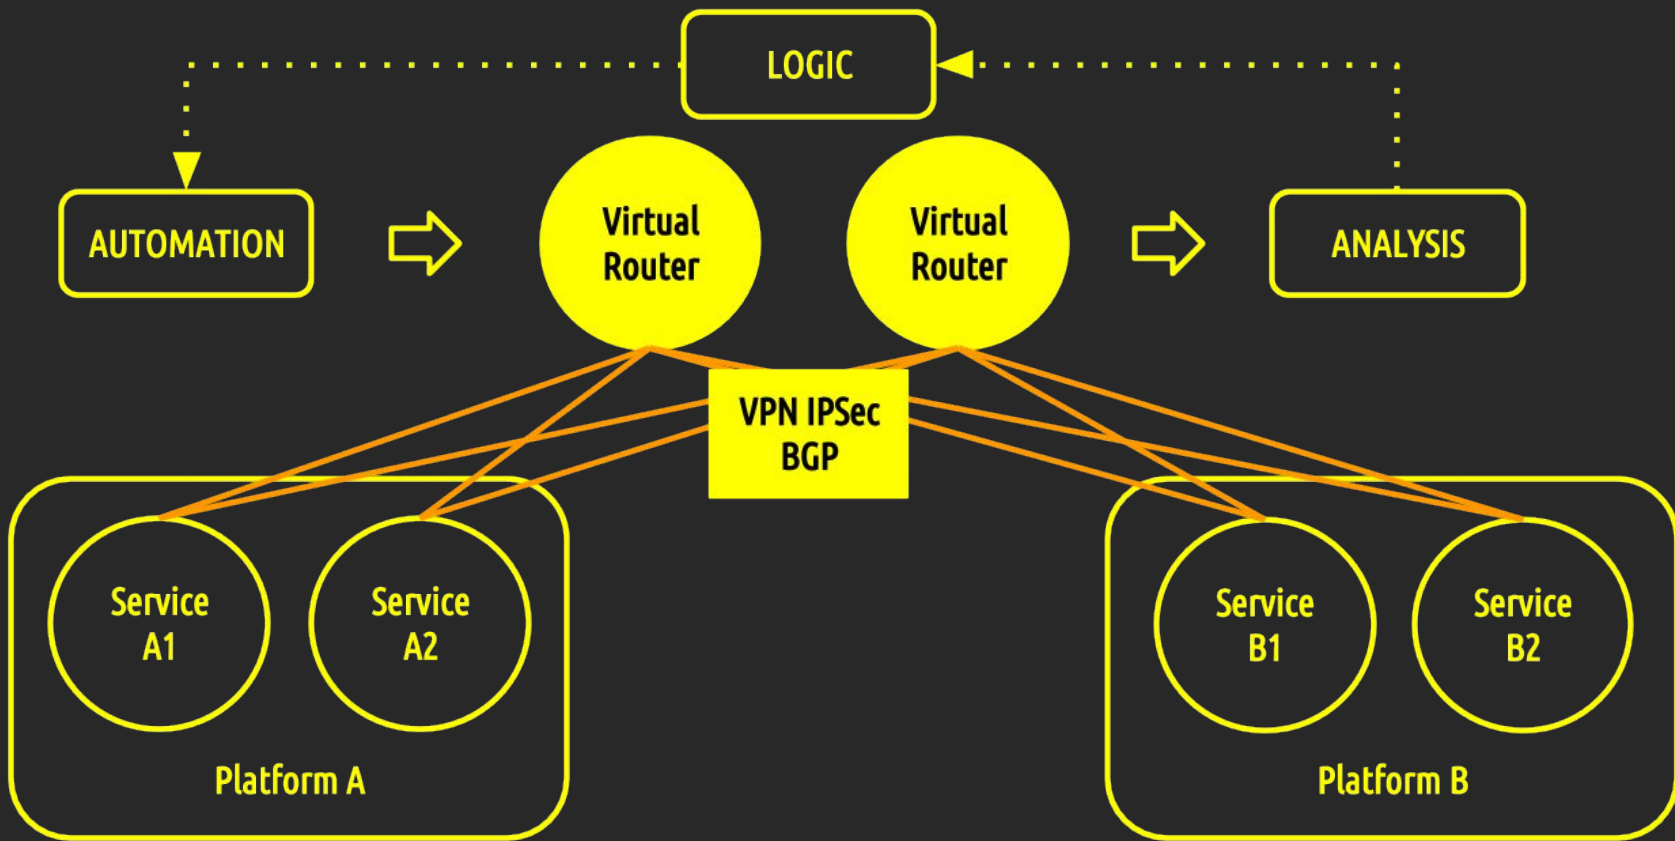 LOGIC
AUTOMATION
Virtual
Router
Virtual
Router
ANALYSIS
VPN IPSec
BGP
Service
A1
Service
A2
Platform A
Service
B1
Service
B2
Platform B